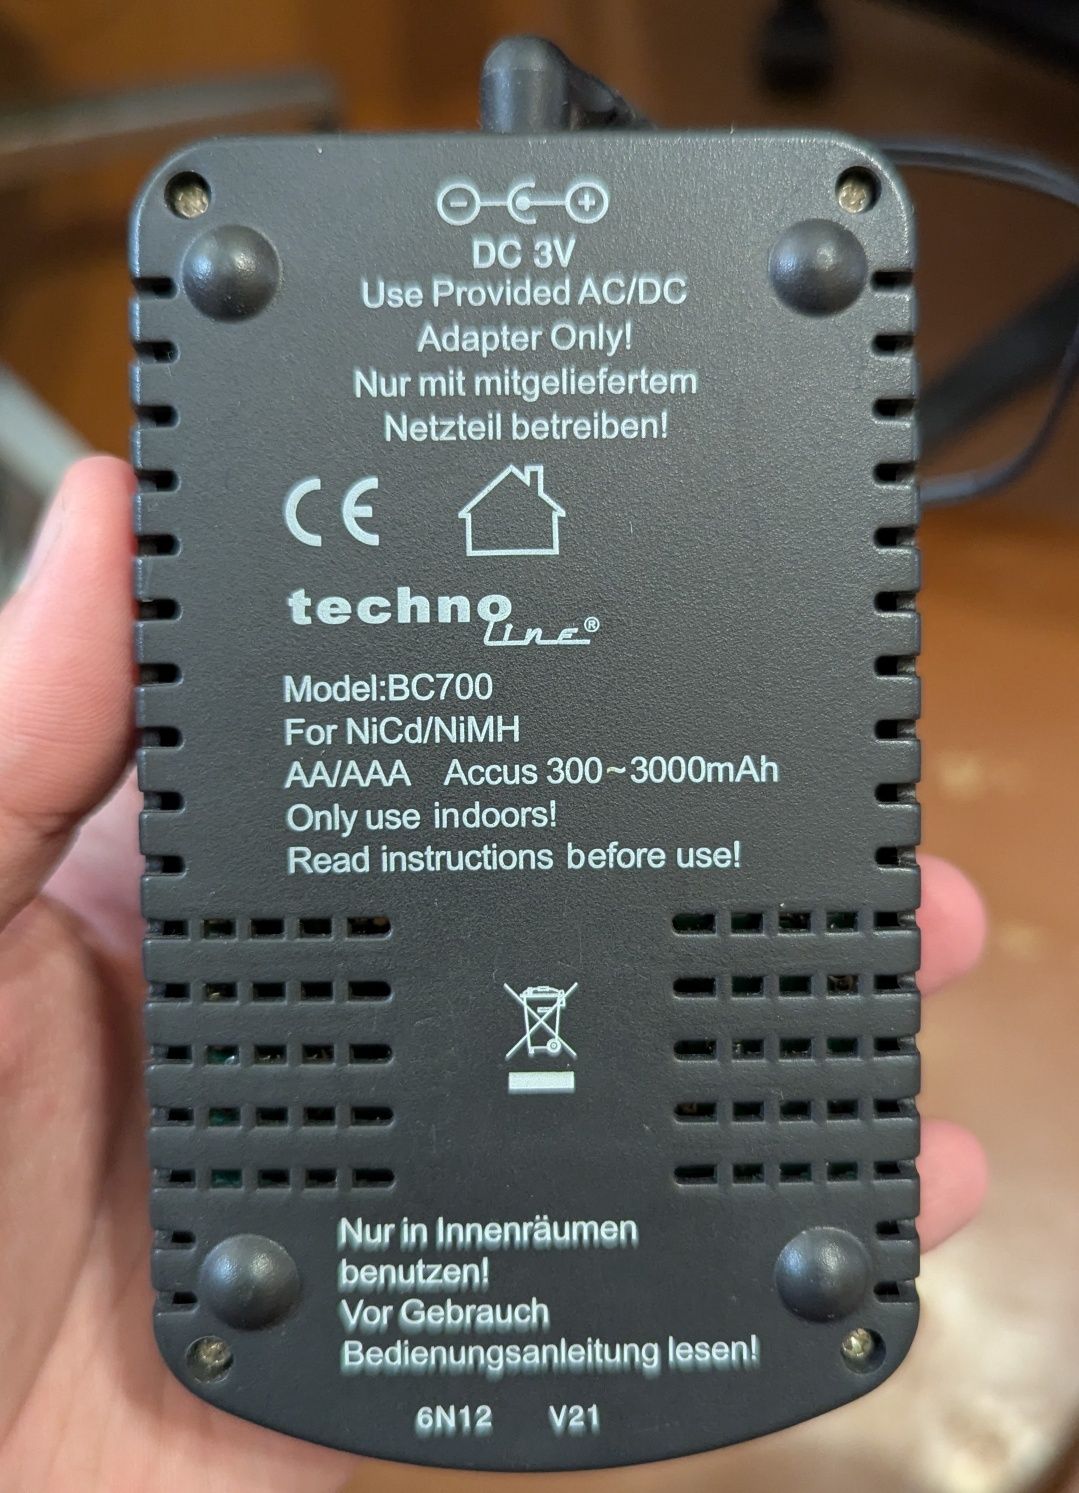 DC 3V
Use Provided AC/DC
Adapter Only!
Nur mit mitgeliefertem
Netzteil betreiben!
CE
techno
line®
Model:BC700
For NiCd/NiMH
AA/AAA Accus 300~3000mAh
Only use indoors!
Read instructions before use!
Nur in Innenräumen
benutzen!
Vor Gebrauch
Bedienungsanleitung lesen!
6N12 V21